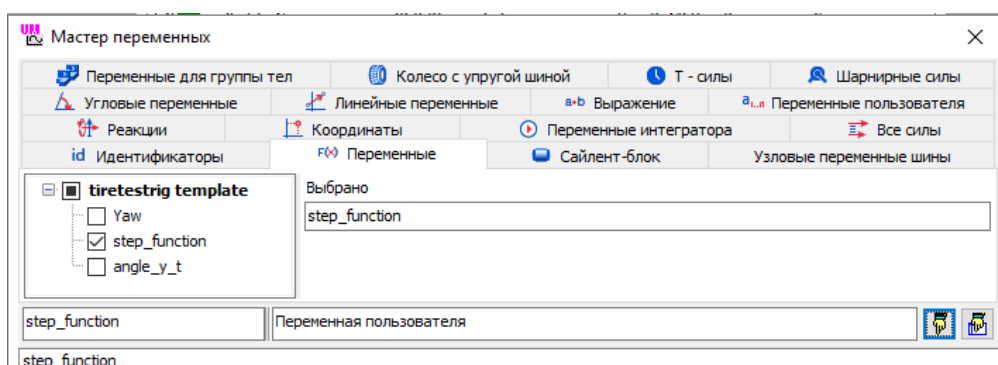 UM Мастер переменных
Переменные для группы тел Колесо с упругой шиной T - силы Шарнирные силы
Угловые переменные Линейные переменные a+b Выражение Переменные пользователя
Реакции Координаты Переменные интегратора Все силы
id Идентификаторы F(x) Переменные Сайлент-блок Узловые переменные шины
tiretestrig template Выбрано
Yaw step_function
step_function
angle_y_t
step_function Переменная пользователя
step_function